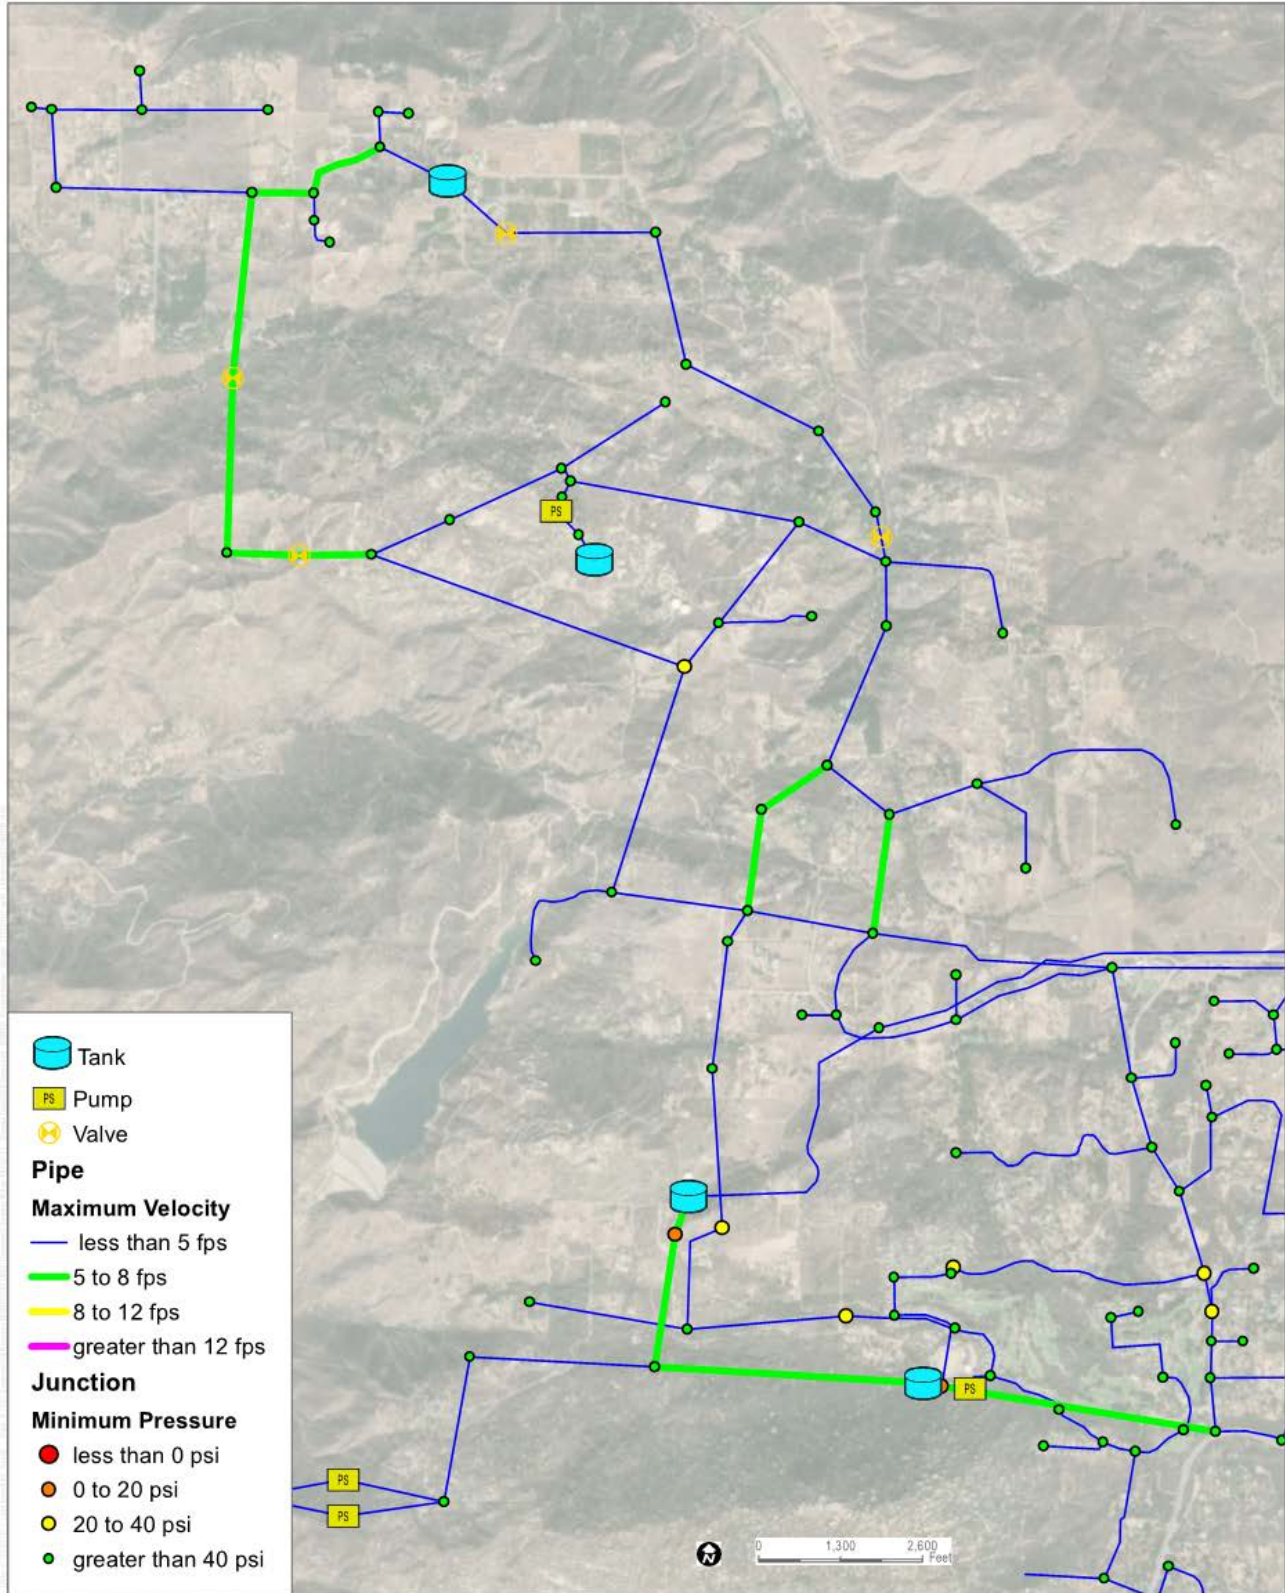 PS
Tank
PS Pump
Valve
Pipe
Maximum Velocity
less than 5 fps
5 to 8 fps
8 to 12 fps
greater than 12 fps
Junction
Minimum Pressure
less than 0 psi
0 to 20 psi
20 to 40 psi
greater than 40 psi
PS
PS
PS
N
0 1,300 2,600
Feet